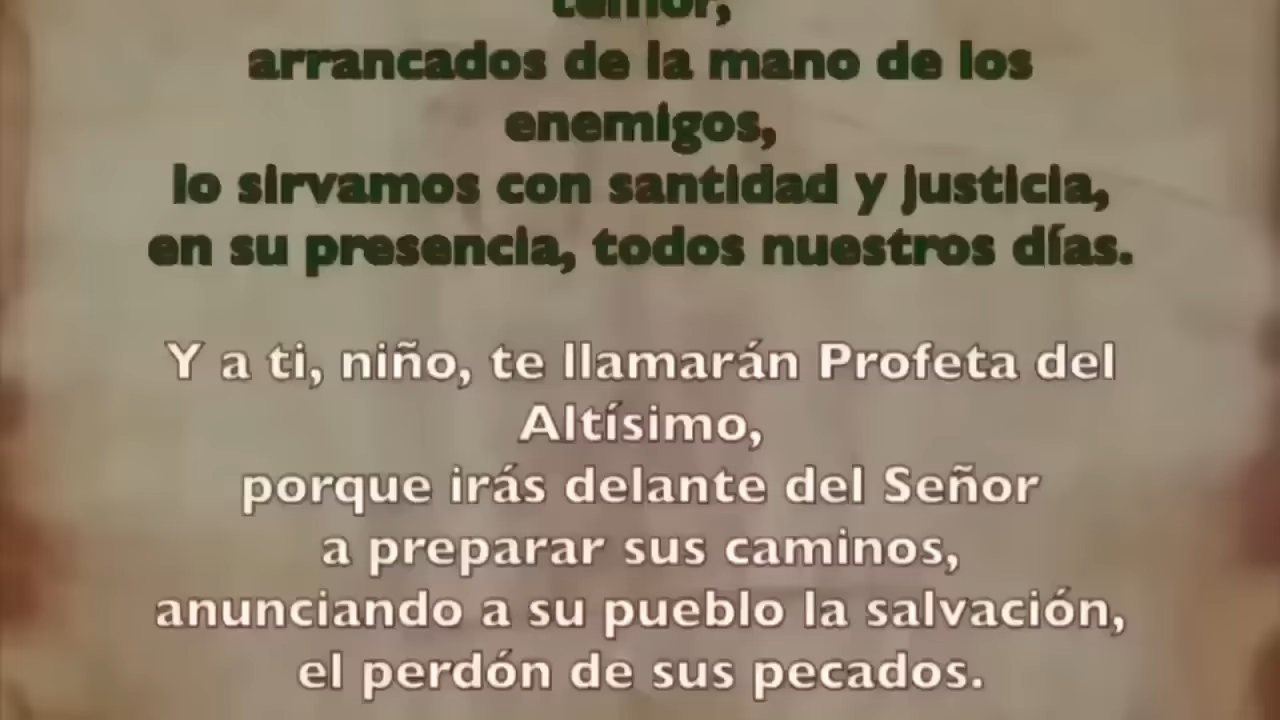 temor,
arrancados de la mano de los
enemigos,
lo sirvamos con santidad y justicia,
en su presencia, todos nuestros días.
Y a ti, niño, te llamarán Profeta del
Altísimo,
porque irás delante del Señor
a preparar sus caminos,
anunciando a su pueblo la salvación,
el perdón de sus pecados.